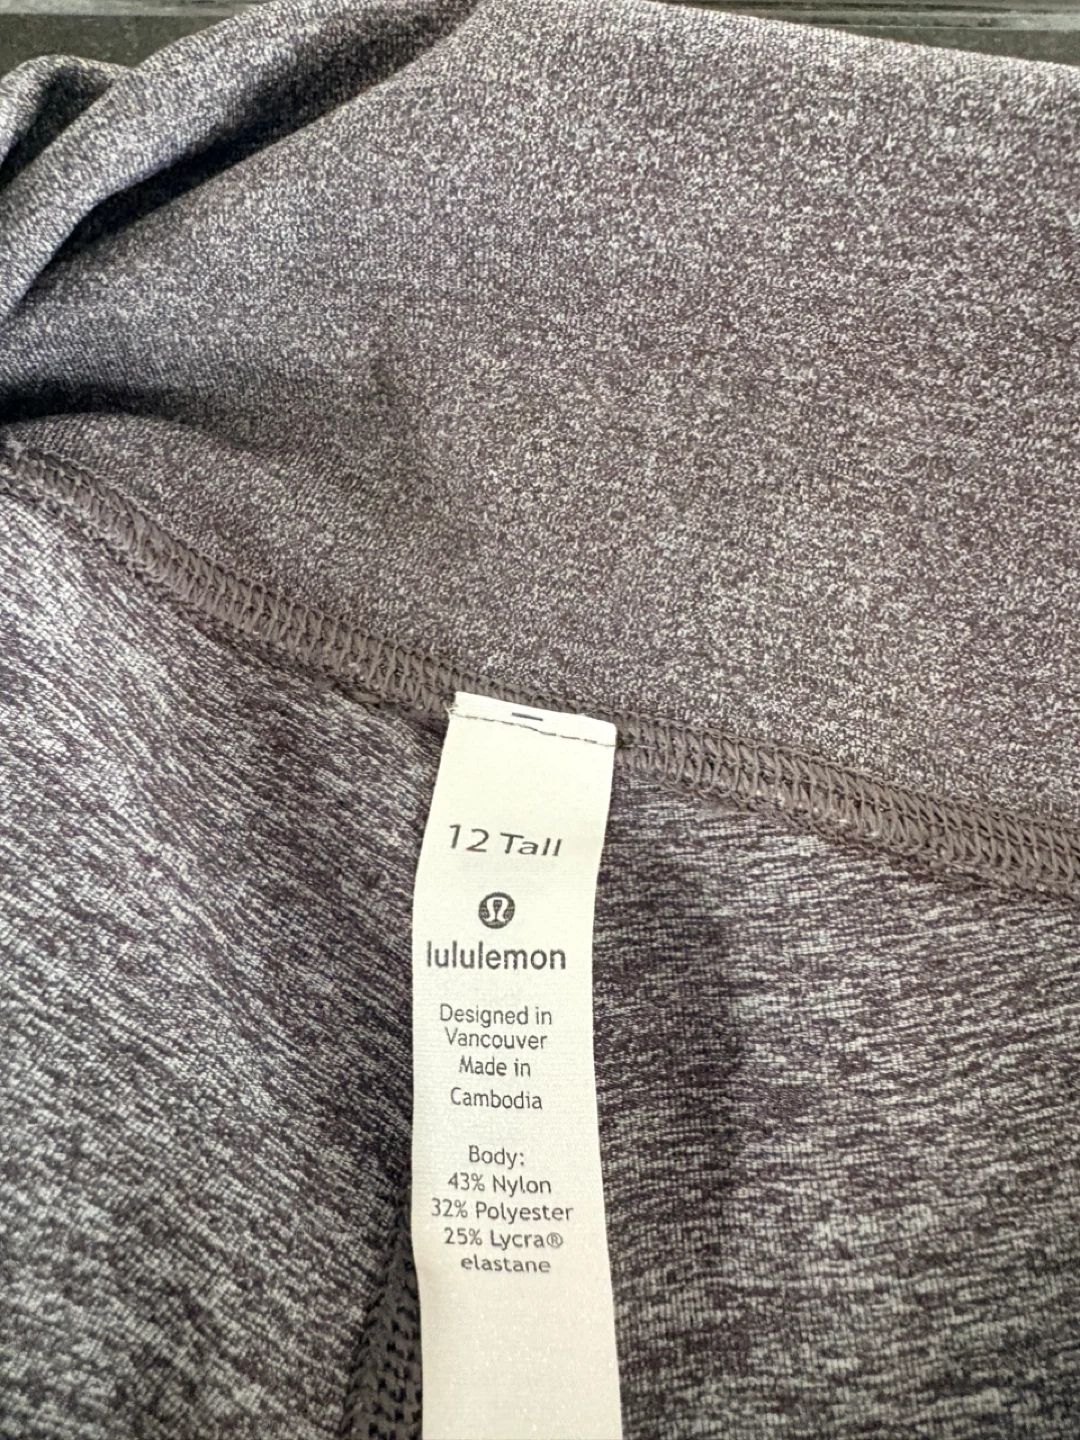 12 Tall
lululemon
Designed in
Vancouver
Made in
Cambodia
Body:
43% Nylon
32% Polyester
25% Lycra®
elastane